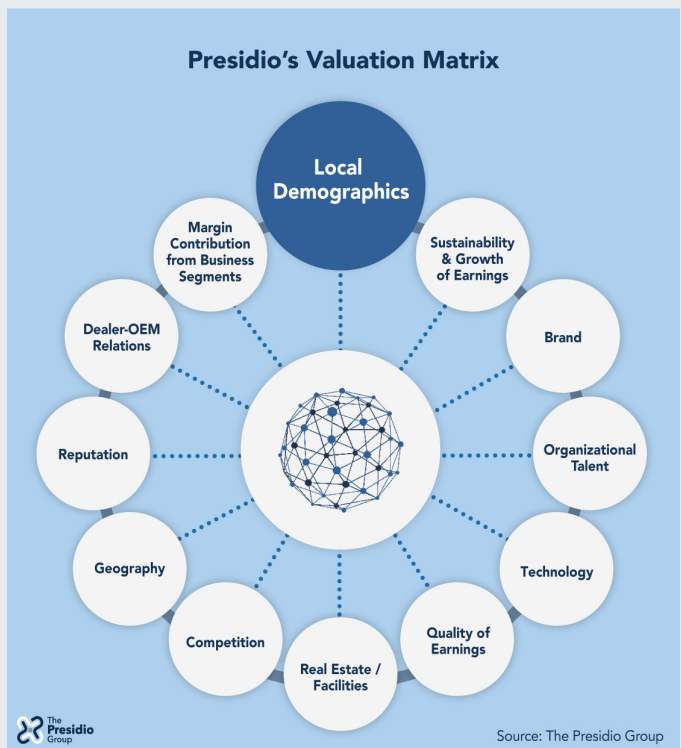 Presidio's Valuation Matrix
Local
Demographics
Sustainability
& Growth
of Earnings
Brand
Organizational
Talent
Technology
Quality of
Earnings
Real Estate /
Facilities
Competition
Geography
Reputation
Dealer-OEM
Relations
Margin
Contribution
from Business
Segments
The
Presidio
Group
Source: The Presidio Group